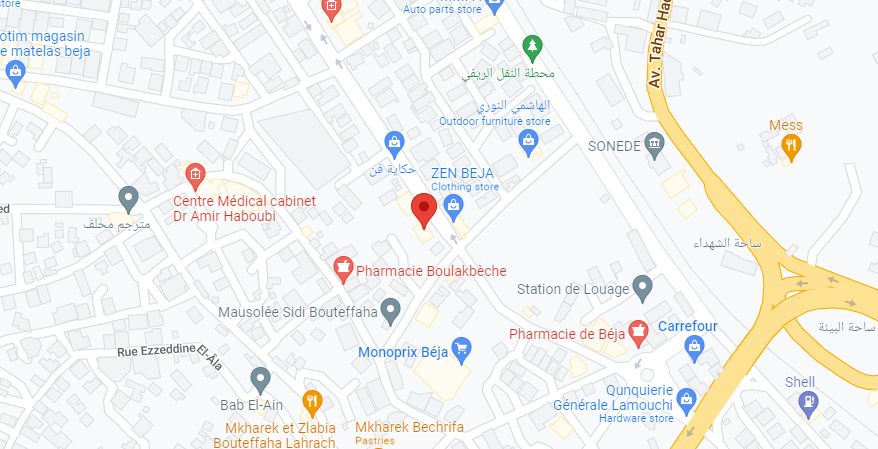 store
Auto parts store
otim magasin
e matelas beja
Av. Tahar Had
محطة النقل الريفي
الهاشمي النوري
Outdoor furniture store
Mess
SONEDE
حكاية فن
ZEN BEJA
Clothing store
Centre Médical cabinet
Dr Amir Haboubi
ed
مترجم محلف
ساحة الشهداء
Pharmacie Boulakbèche
Station de Louage
Mausolée Sidi Bouteffaha
Pharmacie de Béja
Carrefour
ساحة البيئة
Rue Ezzeddine El-Âla
Monoprix Béja
Shell
Qunquierie
Générale Lamouchi
Hardware store
Bab El-Ain
Mkharek et Zlabia
Bouteffaha Lahrach
Mkharek Bechrifa
Pastries